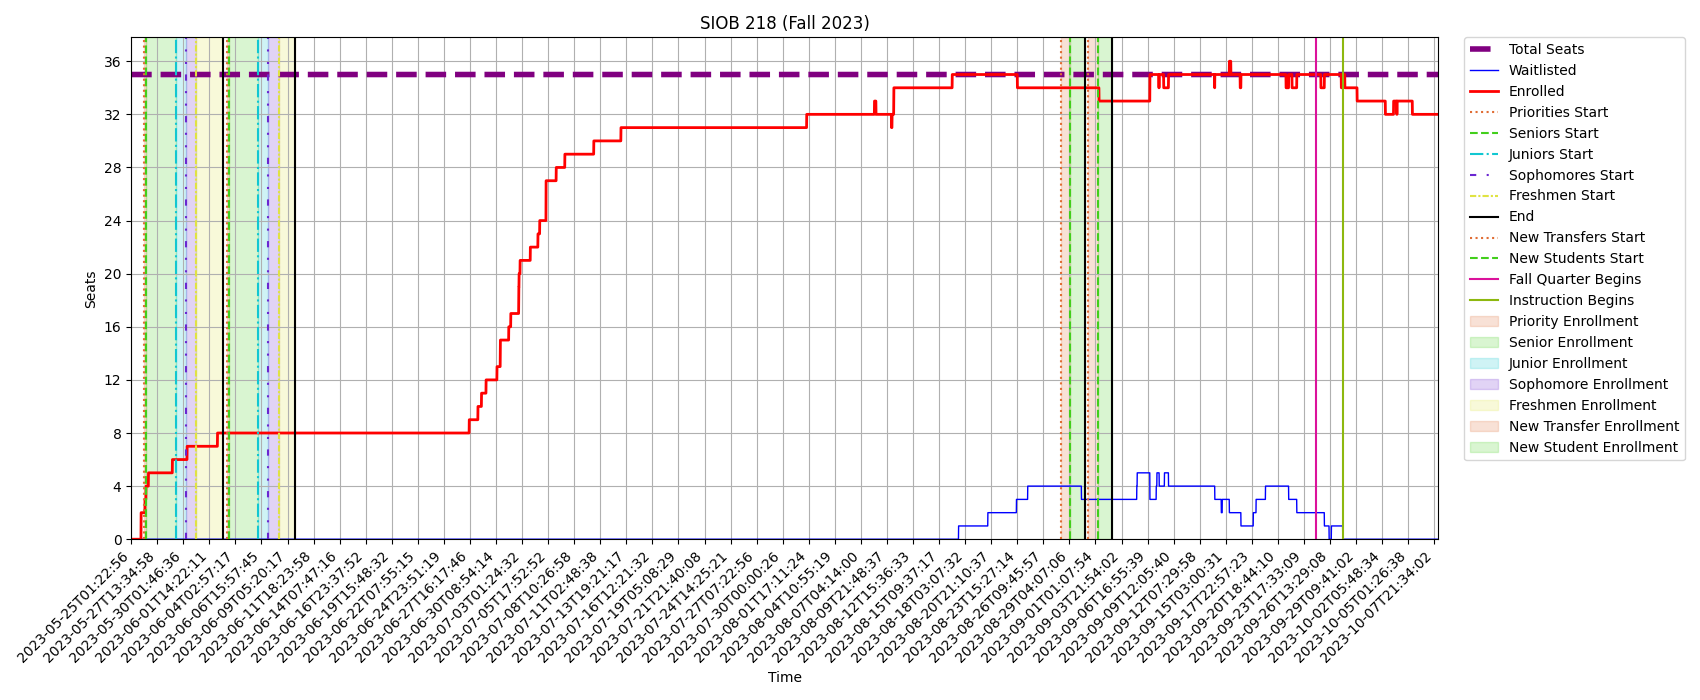 SIOB 218 (Fall 2023)
Seats
36
32
28
24
20
16
12
8
4
0
2023-05-25T01:22:56
2023-05-27T13:34:58
2023-05-30T01:46:36
2023-06-01T14:22:11
2023-06-04T02:57:17
2023-06-06T15:57:45
2023-06-09T05:20:17
2023-06-11T18:23:58
2023-06-14T07:47:16
2023-06-16T23:37:52
2023-06-19T15:48:32
2023-06-22T07:55:15
2023-06-24T23:51:19
2023-06-27T16:17:46
2023-06-30T08:54:14
2023-07-03T01:24:32
2023-07-05T17:52:52
2023-07-08T10:26:58
2023-07-11T02:48:38
2023-07-13T19:21:17
2023-07-16T12:21:32
2023-07-19T05:08:29
2023-07-21T21:40:08
2023-07-24T14:25:21
2023-07-27T07:22:56
2023-07-30T00:00:26
2023-08-01T17:11:24
2023-08-04T10:55:19
2023-08-07T04:14:00
2023-08-09T21:48:37
2023-08-12T15:36:33
2023-08-15T09:37:17
2023-08-18T03:07:32
2023-08-20T21:10:37
2023-08-23T15:27:14
2023-08-26T09:45:57
2023-08-29T04:07:06
2023-09-01T01:07:54
2023-09-03T21:54:02
2023-09-06T16:55:39
2023-09-09T12:05:40
2023-09-12T07:29:58
2023-09-15T03:00:31
2023-09-17T22:57:23
2023-09-20T18:44:10
2023-09-23T17:33:09
2023-09-26T13:29:08
2023-09-29T09:41:02
2023-10-02T05:48:34
2023-10-05T01:26:38
2023-10-07T21:34:02
Time
Total Seats
Waitlisted
Enrolled
Priorities Start
Seniors Start
Juniors Start
Sophomores Start
Freshmen Start
End
New Transfers Start
New Students Start
Fall Quarter Begins
Instruction Begins
Priority Enrollment
Senior Enrollment
Junior Enrollment
Sophomore Enrollment
Freshmen Enrollment
New Transfer Enrollment
New Student Enrollment